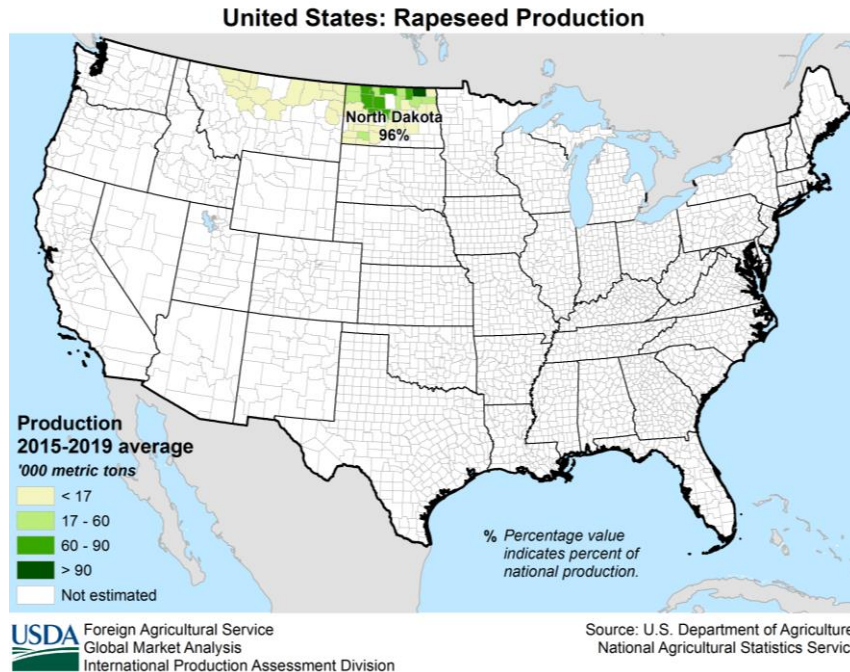 United States: Rapeseed Production
North Dakota
96%
Production
2015-2019 average
'000 metric tons
< 17
17 - 60
60 - 90
> 90
Not estimated
% Percentage value
indicates percent of
national production.
USDA
Foreign Agricultural Service
Global Market Analysis
International Production Assessment Division
Source: U.S. Department of Agriculture
National Agricultural Statistics Servic